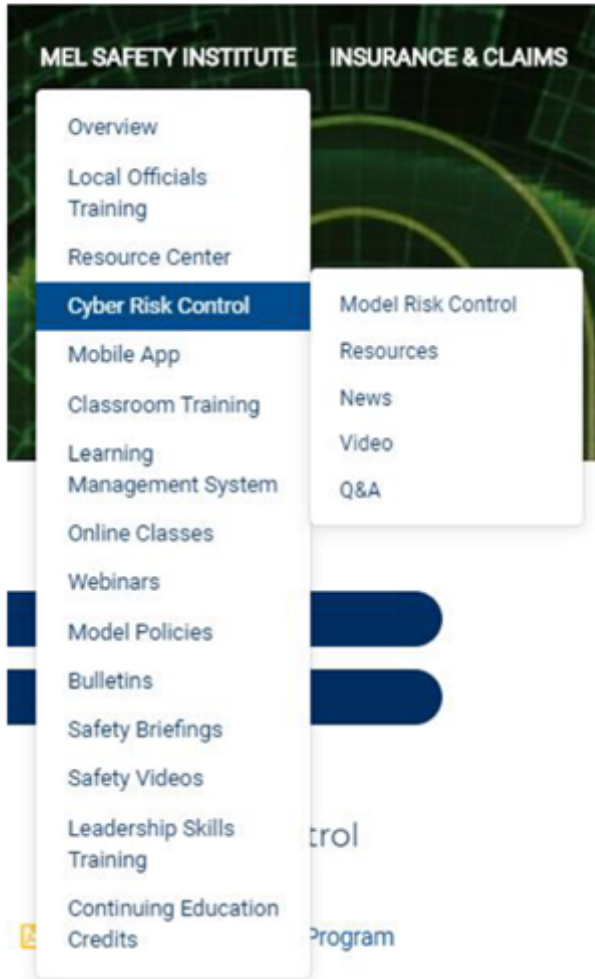 MEL SAFETY INSTITUTE INSURANCE & CLAIMS
Overview
Local Officials
Training
Resource Center
Cyber Risk Control
Mobile App
Classroom Training
Learning
Management System
Online Classes
Webinars
Model Policies
Bulletins
Safety Briefings
Safety Videos
Leadership Skills
Training
Continuing Education
Credits
Model Risk Control
Resources
News
Video
Q&A
trol
Program